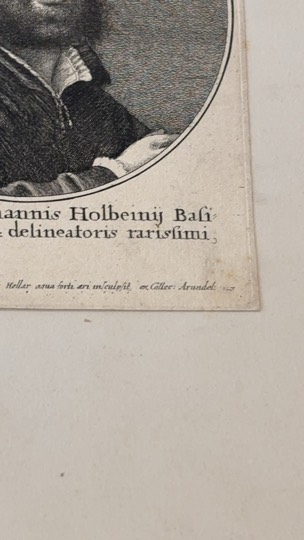 annis Holbeinij Basi
delineatoris rarissimi,
Hollar aqua forti æri insculpsit, ex Collec: Arundel: